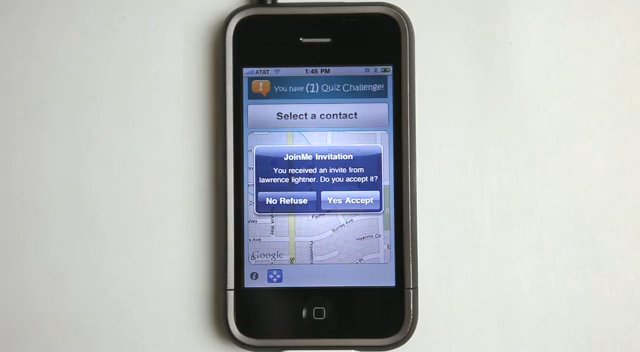 AT&T 1:45 PM
You have (1) Quiz Challenge!
Select a contact
JoinMe Invitation
You received an invite from
lawrence lightner. Do you accept it?
No Refuse Yes Accept
Google